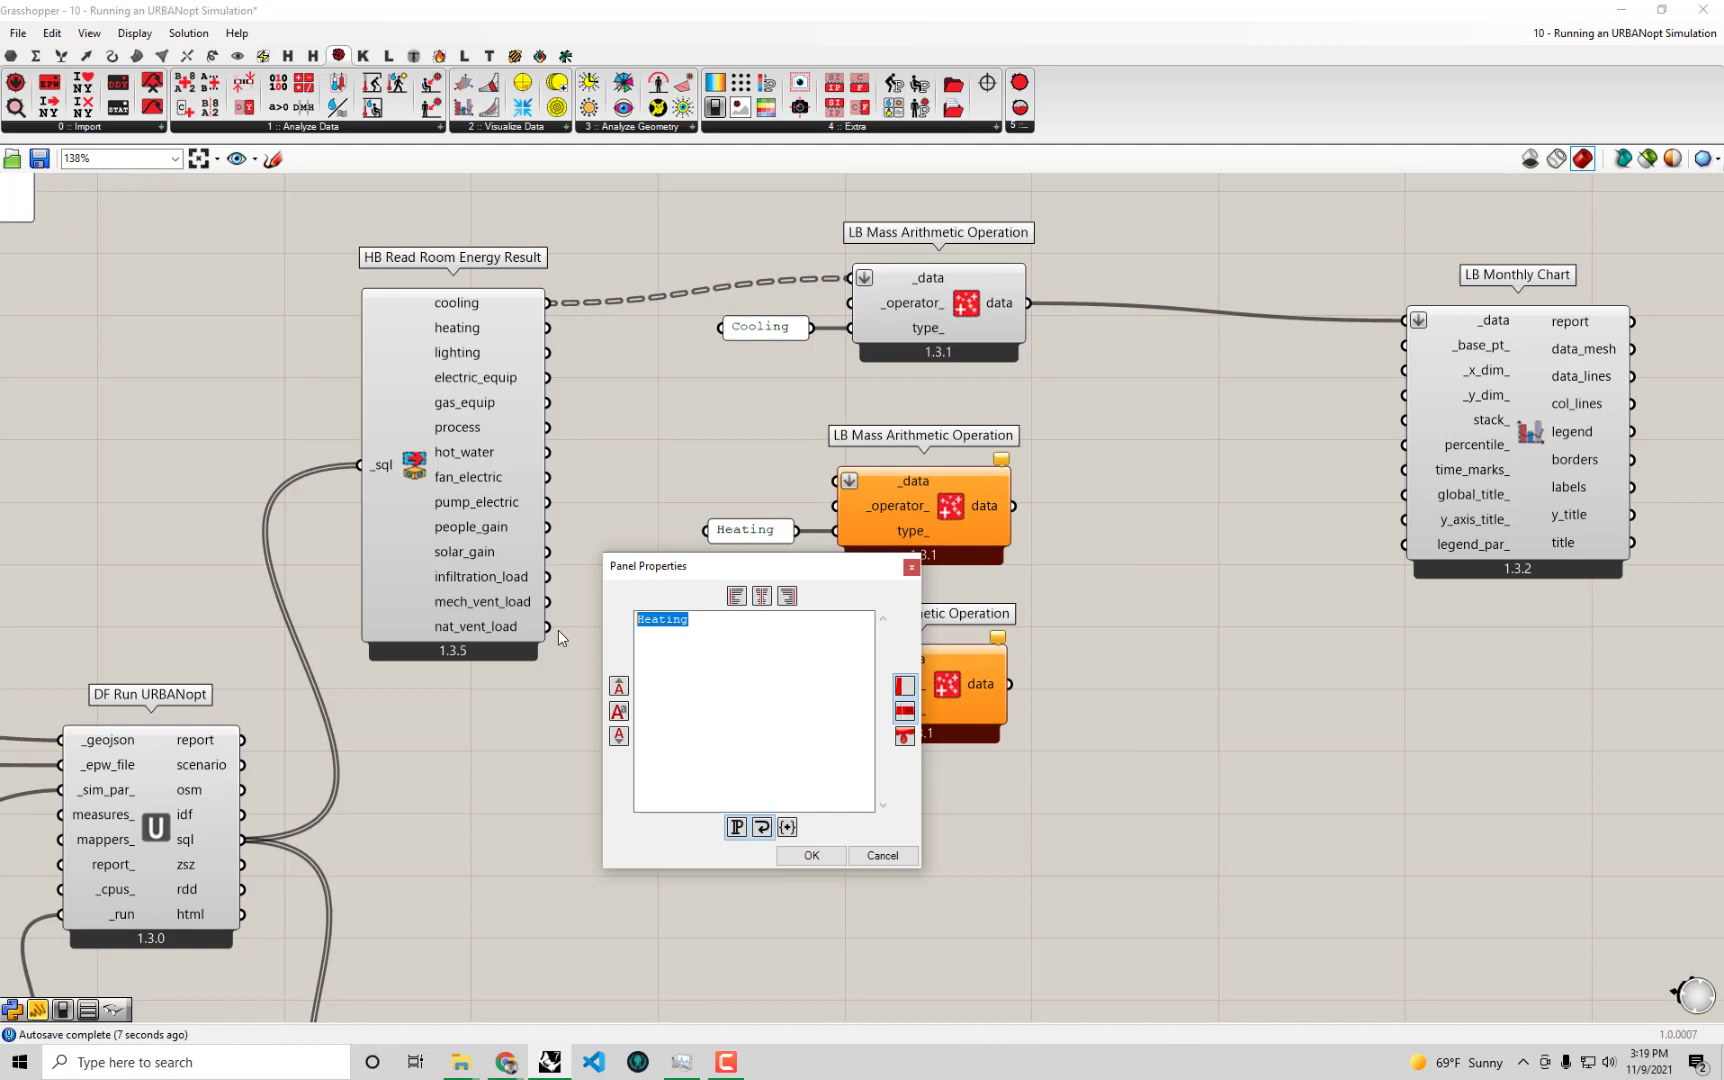 Grasshopper - 10 - Running an URBANopt Simulation*
File Edit View Display Solution Help
10 - Running an URBANopt Simulation
0 :: Import
1 :: Analyze Data
2 :: Visualize Data
3 :: Analyze Geometry
4 :: Extra
138%
HB Read Room Energy Result
cooling
heating
lighting
electric_equip
gas_equip
process
hot_water
_sql
fan_electric
pump_electric
people_gain
solar_gain
infiltration_load
mech_vent_load
nat_vent_load
1.3.5
LB Mass Arithmetic Operation
_data
_operator_ data
type_
Cooling
1.3.1
LB Mass Arithmetic Operation
_data
_operator_ data
type_
Heating
3.1
etic Operation
data
.1
LB Monthly Chart
_data report
_base_pt_ data_mesh
_x_dim_ data_lines
_y_dim_ col_lines
stack_ legend
percentile_ borders
time_marks_ labels
global_title_ y_title
y_axis_title_ title
legend_par_
1.3.2
Panel Properties
Heating
OK Cancel
DF Run URBANopt
_geojson report
_epw_file scenario
_sim_par_ osm
measures_ idf
mappers_ sql
report_ zsz
_cpus_ rdd
_run html
U
1.3.0
Autosave complete (7 seconds ago)
1.0.0007
Type here to search
69°F Sunny
3:19 PM
11/9/2021
2